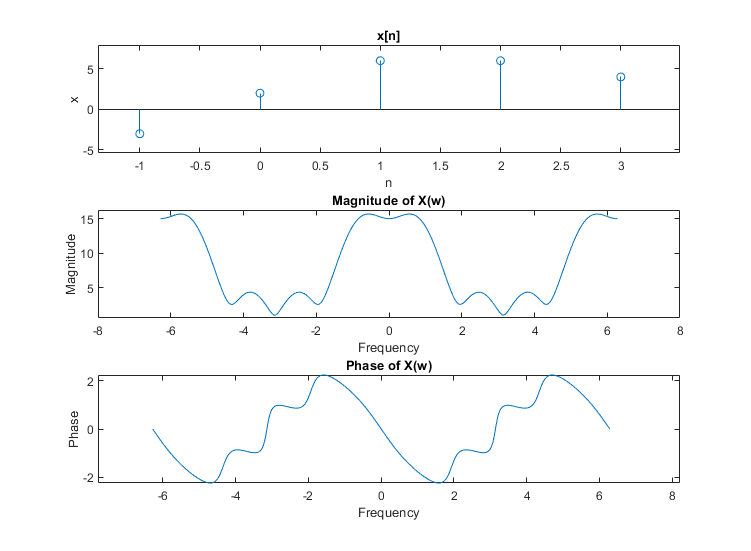 x[n]
5
0
-5
x
-1 -0.5 0 0.5 1 1.5 2 2.5 3
n
Magnitude of X(w)
15
10
5
Magnitude
-8 -6 -4 -2 0 2 4 6 8
Frequency
Phase of X(w)
2
0
-2
Phase
-6 -4 -2 0 2 4 6 8
Frequency